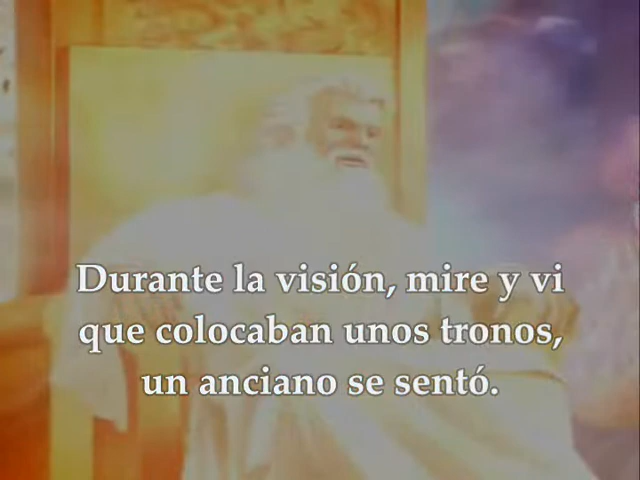 Durante la visión, mire y vi
que colocaban unos tronos,
un anciano se sentó.